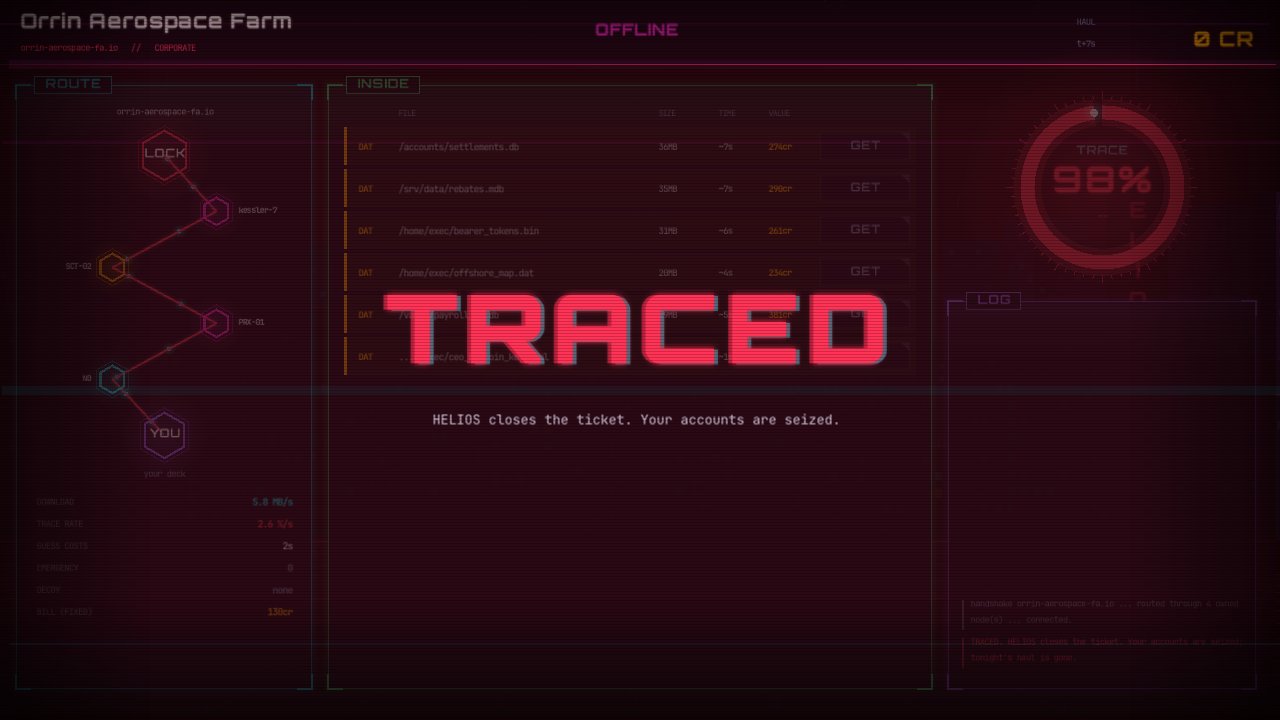 Orrin Aerospace Farm
orrin-aerospace-fa.io // CORPORATE
OFFLINE
HAUL
t+7s
0 CR
ROUTE
orrin-aerospace-fa.io
LOCK
kessler-7
SCT-02
PRX-01
N0
YOU
your deck
DOWNLOAD 5.0 MB/s
TRACE RATE 2.6 %/s
GUESS COSTS 2s
EMERGENCY 0
DECOY none
BILL (FIXED) 130cr
INSIDE
FILE SIZE TIME VALUE
DAT /accounts/settlements.db 36MB ~7s 274cr GET
DAT /srv/data/rebates.mdb 35MB ~7s 290cr GET
DAT /home/exec/bearer_tokens.bin 31MB ~6s 261cr GET
DAT /home/exec/offshore_map.dat 20MB ~4s 234cr GET
DAT 381cr
DAT
TRACED
HELIOS closes the ticket. Your accounts are seized.
TRACE
98%
LOG
handshake orrin-aerospace-fa.io ... routed through 4 owned
node(s) ... connected.
TRACED. HELIOS closes the ticket. Your accounts are seized;
tonight's haul is gone.